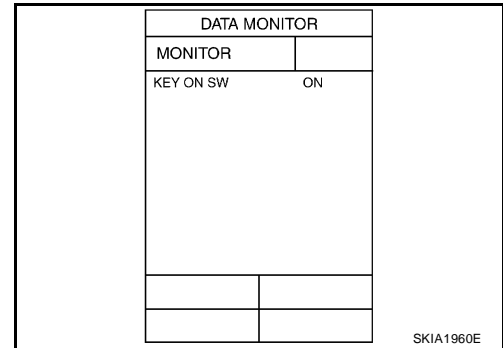 DATA MONITOR
MONITOR
KEY ON SW ON
SKIA1960E